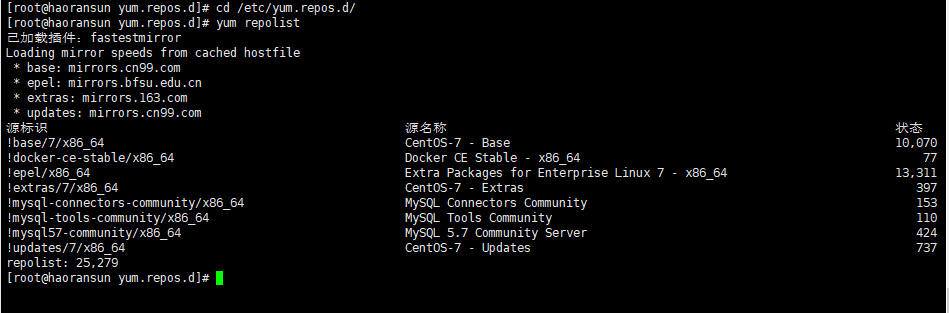 [root@haoransun yum.repos.d]# cd /etc/yum.repos.d/
[root@haoransun yum.repos.d]# yum repolist
已加载插件：fastestmirror
Loading mirror speeds from cached hostfile
 * base: mirrors.cn99.com
 * epel: mirrors.bfsu.edu.cn
 * extras: mirrors.163.com
 * updates: mirrors.cn99.com
源标识 源名称 状态
!base/7/x86_64 CentOS-7 - Base 10,070
!docker-ce-stable/x86_64 Docker CE Stable - x86_64 77
!epel/x86_64 Extra Packages for Enterprise Linux 7 - x86_64 13,311
!extras/7/x86_64 CentOS-7 - Extras 397
!mysql-connectors-community/x86_64 MySQL Connectors Community 153
!mysql-tools-community/x86_64 MySQL Tools Community 110
!mysql57-community/x86_64 MySQL 5.7 Community Server 424
!updates/7/x86_64 CentOS-7 - Updates 737
repolist: 25,279
[root@haoransun yum.repos.d]#